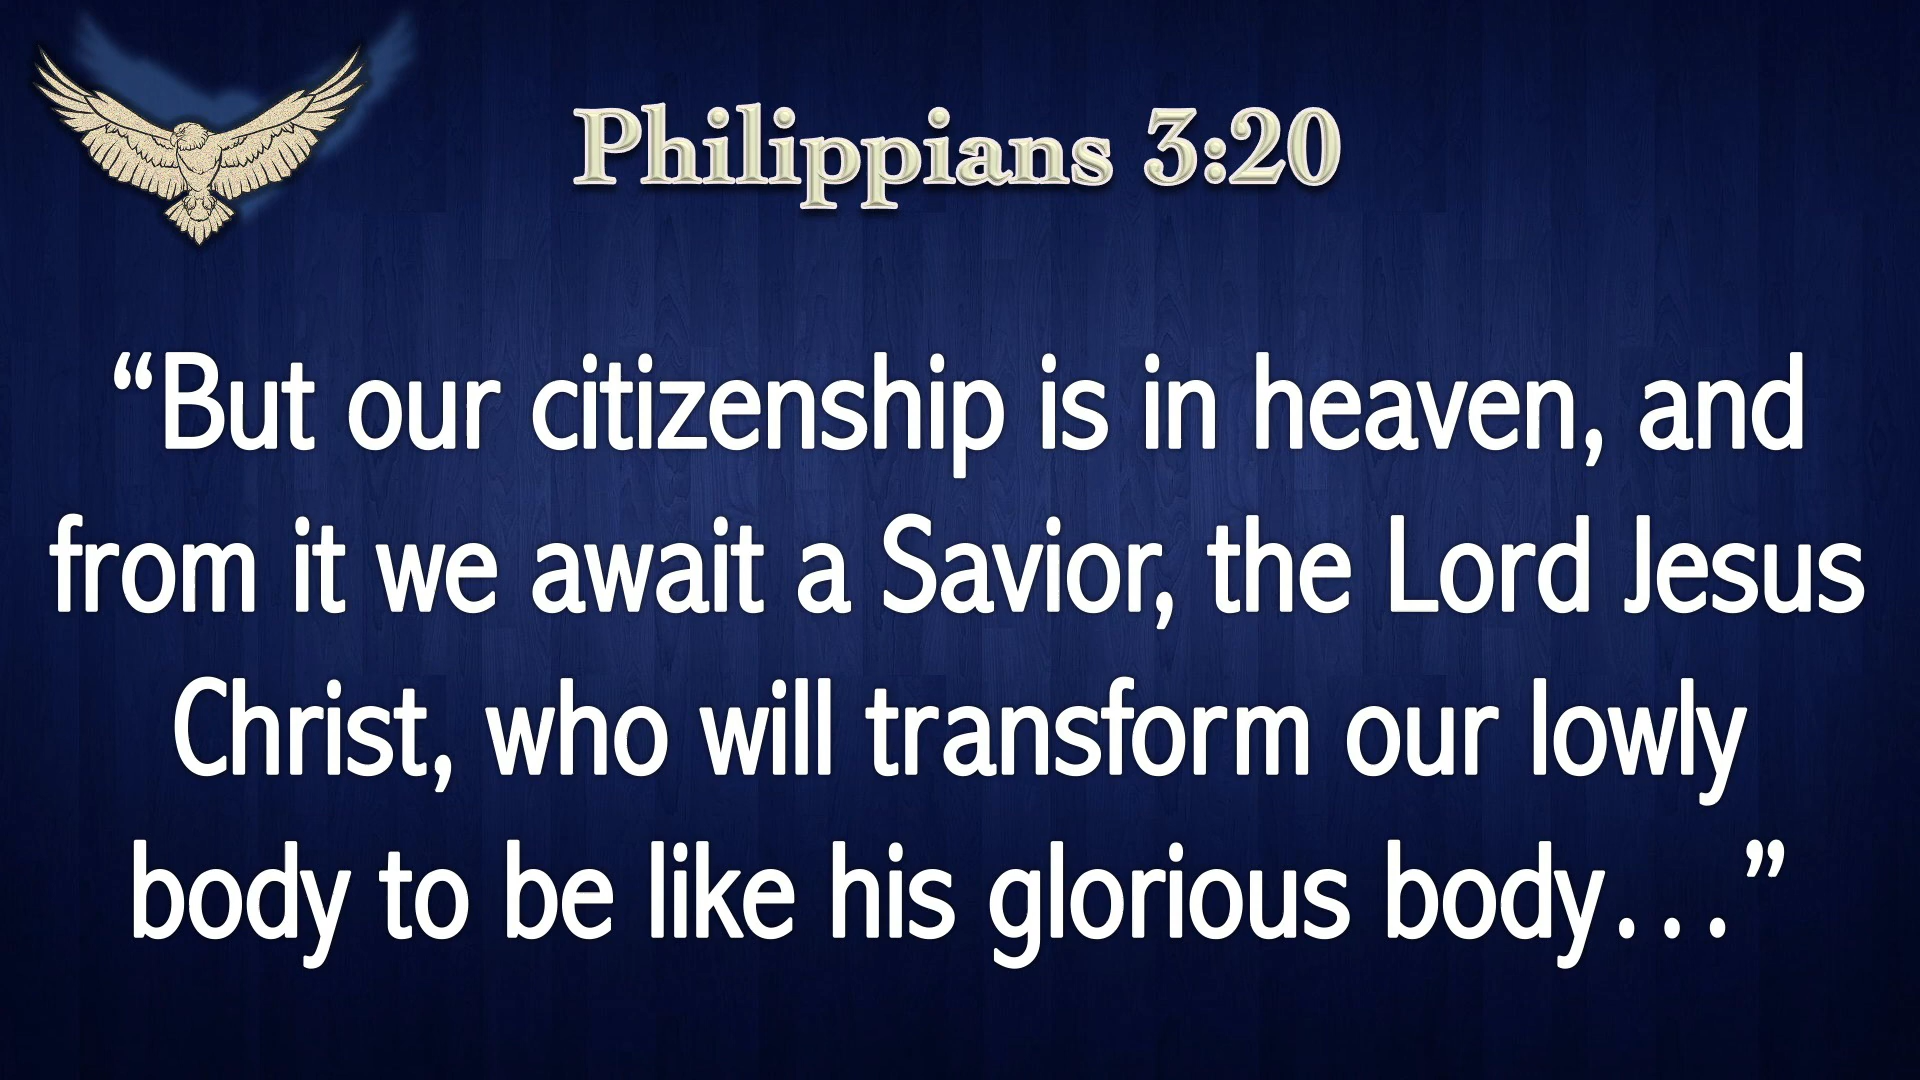 Philippians 3:20
“But our citizenship is in heaven, and
from it we await a Savior, the Lord Jesus
Christ, who will transform our lowly
body to be like his glorious body…”